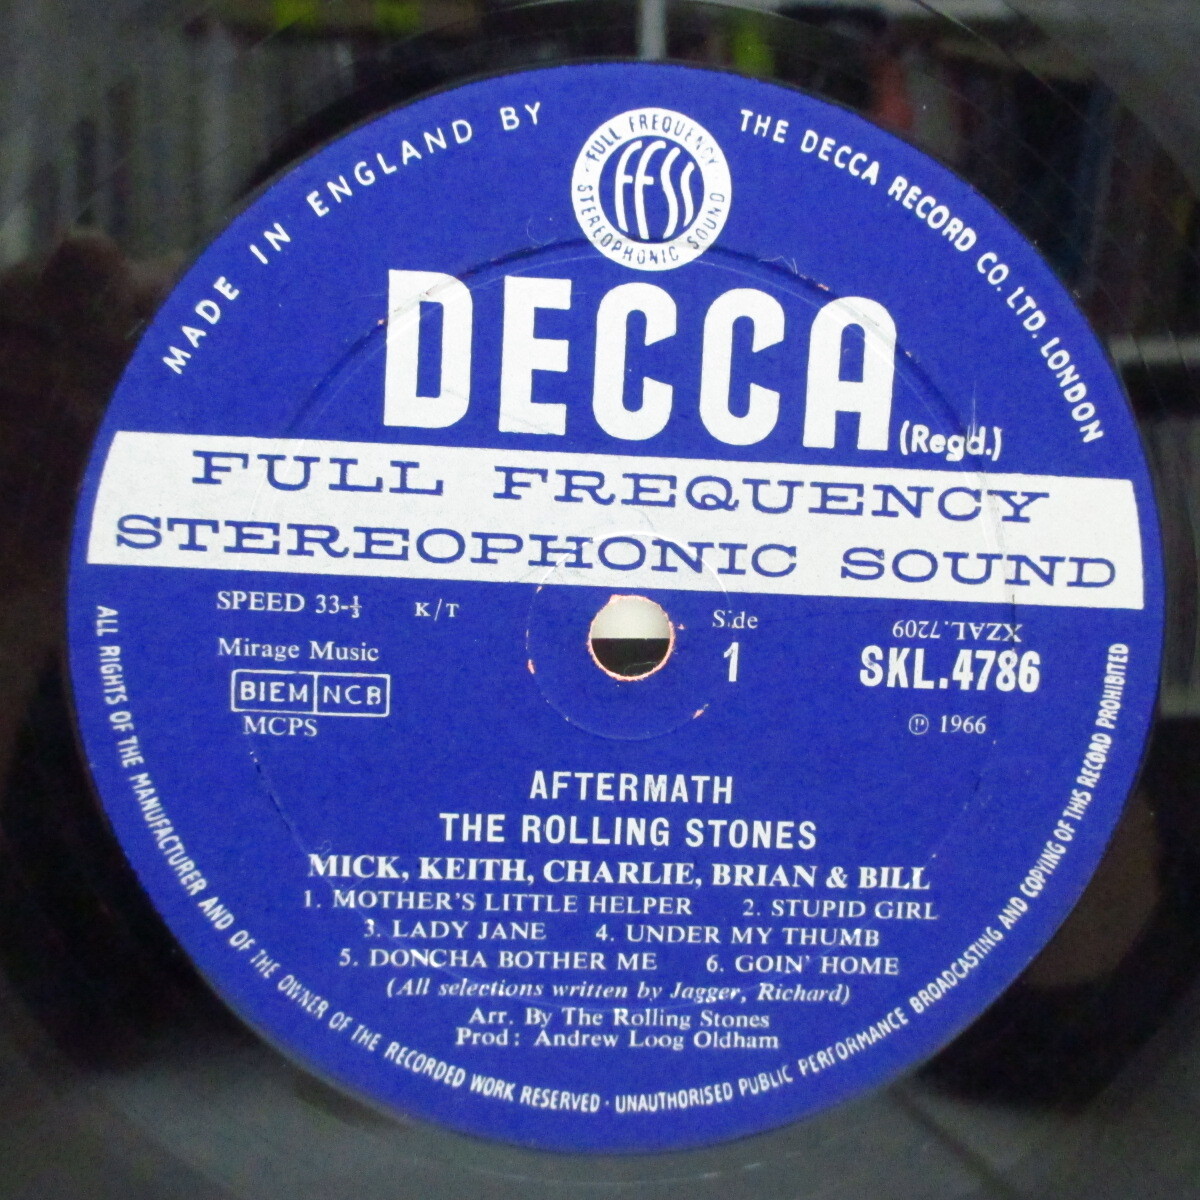 MADE IN ENGLAND BY
THE DECCA RECORD CO. LTD. LONDON
· FULL FREQUENCY ·
STEREOPHONIC SOUND
FFSS
DECCA
(Regd.)
FULL FREQUENCY
STEREOPHONIC SOUND
SPEED 33-⅓ K/T
Mirage Music
BIEM NCB
MCPS
Side
1
XZAL.7209
SKL.4786
℗ 1966
AFTERMATH
THE ROLLING STONES
MICK, KEITH, CHARLIE, BRIAN & BILL
1. MOTHER'S LITTLE HELPER 2. STUPID GIRL
3. LADY JANE 4. UNDER MY THUMB
5. DONCHA BOTHER ME 6. GOIN' HOME
(All selections written by Jagger, Richard)
Arr. By The Rolling Stones
Prod : Andrew Loog Oldham
ALL RIGHTS OF THE MANUFACTURER AND OF THE OWNER OF THE RECORDED WORK RESERVED · UNAUTHORISED PUBLIC PERFORMANCE BROADCASTING AND COPYING OF THIS RECORD PROHIBITED